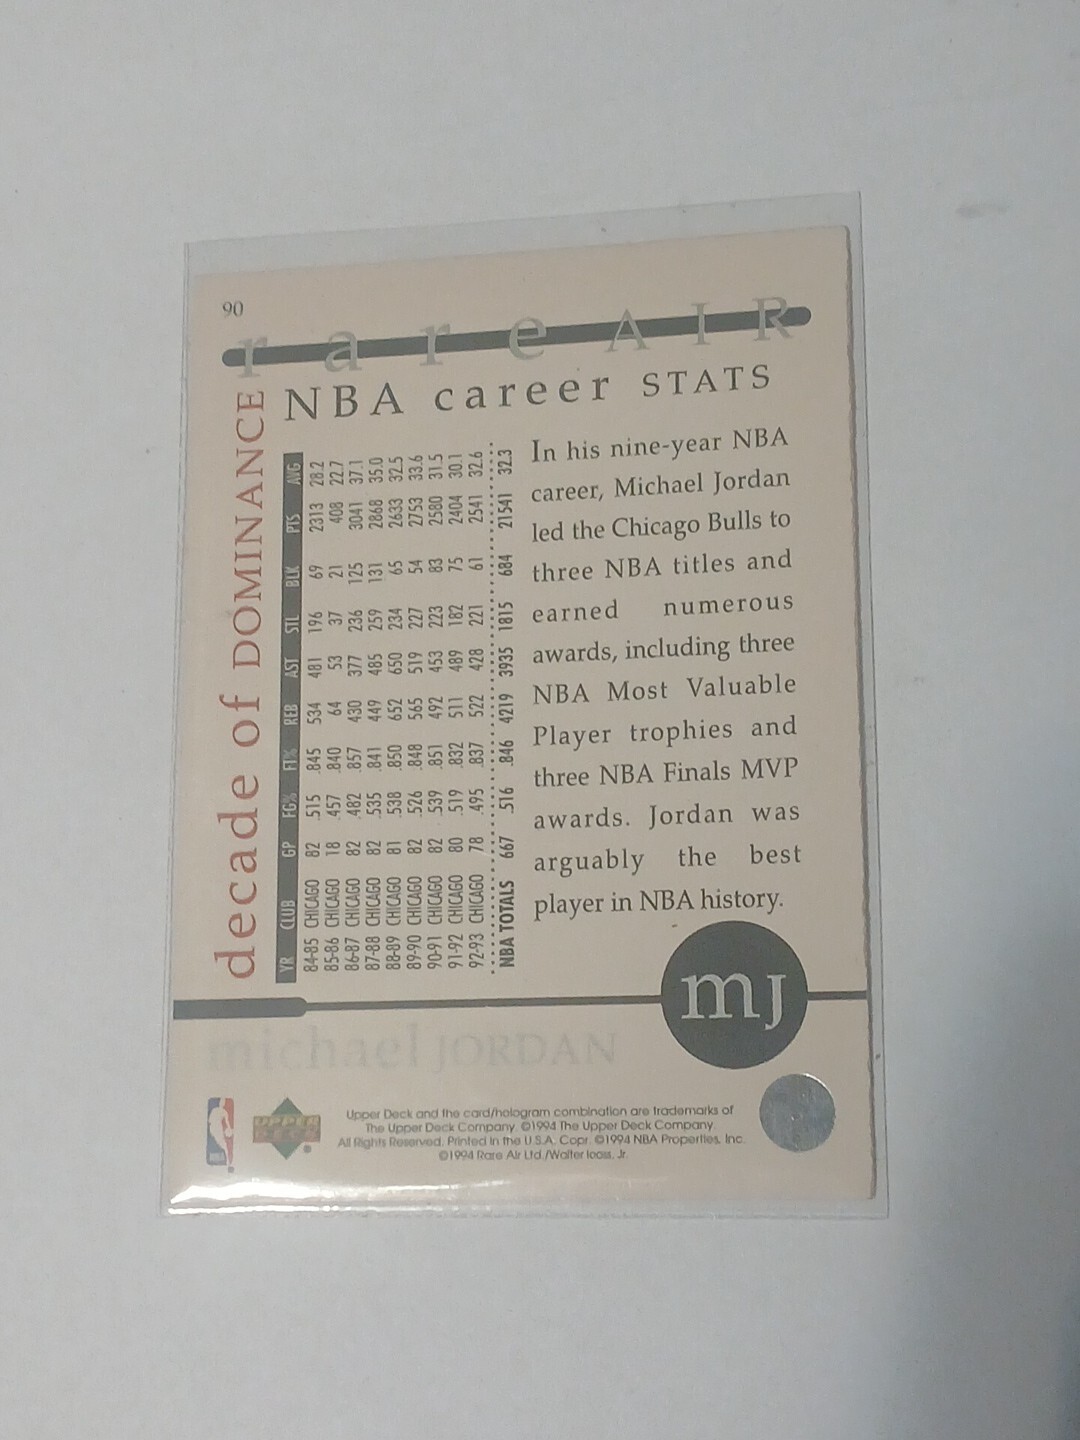 90
rare AIR
decade of DOMINANCE
NBA career STATS
YR CLUB GP FG% FT% REB AST STL BLK PTS AVG
84-85 CHICAGO 82 .515 .845 534 481 196 69 2313 28.2
85-86 CHICAGO 18 .457 .840 64 53 37 21 408 22.7
86-87 CHICAGO 82 .482 .857 430 377 236 125 3041 37.1
87-88 CHICAGO 82 .535 .841 449 485 259 131 2868 35.0
88-89 CHICAGO 81 .538 .850 652 650 234 65 2633 32.5
89-90 CHICAGO 82 .526 .848 565 519 227 54 2753 33.6
90-91 CHICAGO 82 .539 .851 492 453 223 83 2580 31.5
91-92 CHICAGO 80 .519 .832 511 489 182 75 2404 30.1
92-93 CHICAGO 78 .495 .837 522 428 221 61 2541 32.6
NBA TOTALS 667 .516 .846 4219 3935 1815 684 21541 32.3
In his nine-year NBA
career, Michael Jordan
led the Chicago Bulls to
three NBA titles and
earned numerous
awards, including three
NBA Most Valuable
Player trophies and
three NBA Finals MVP
awards. Jordan was
arguably the best
player in NBA history.
mJ
michael JORDAN
NBA
UPPER
DECK
Upper Deck and the card/hologram combination are trademarks of
The Upper Deck Company. ©1994 The Upper Deck Company.
All Rights Reserved. Printed in the U.S.A. Copr. ©1994 NBA Properties, Inc.
©1994 Rare Air Ltd./Walter Iooss, Jr.